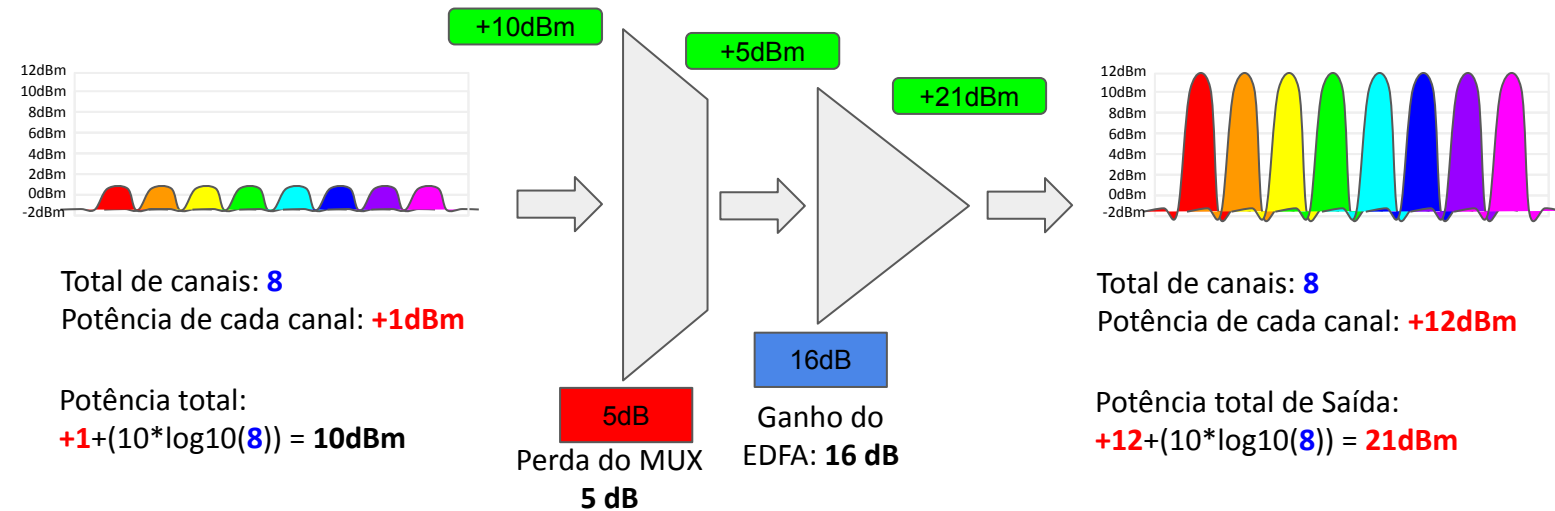 +10dBm
+5dBm
+21dBm
12dBm
10dBm
8dBm
6dBm
4dBm
2dBm
0dBm
-2dBm
12dBm
10dBm
8dBm
6dBm
4dBm
2dBm
0dBm
-2dBm
Total de canais: 8
Potência de cada canal: +1dBm
Potência total:
+1+(10*log10(8)) = 10dBm
5dB
Perda do MUX
5 dB
16dB
Ganho do
EDFA: 16 dB
Total de canais: 8
Potência de cada canal: +12dBm
Potência total de Saída:
+12+(10*log10(8)) = 21dBm